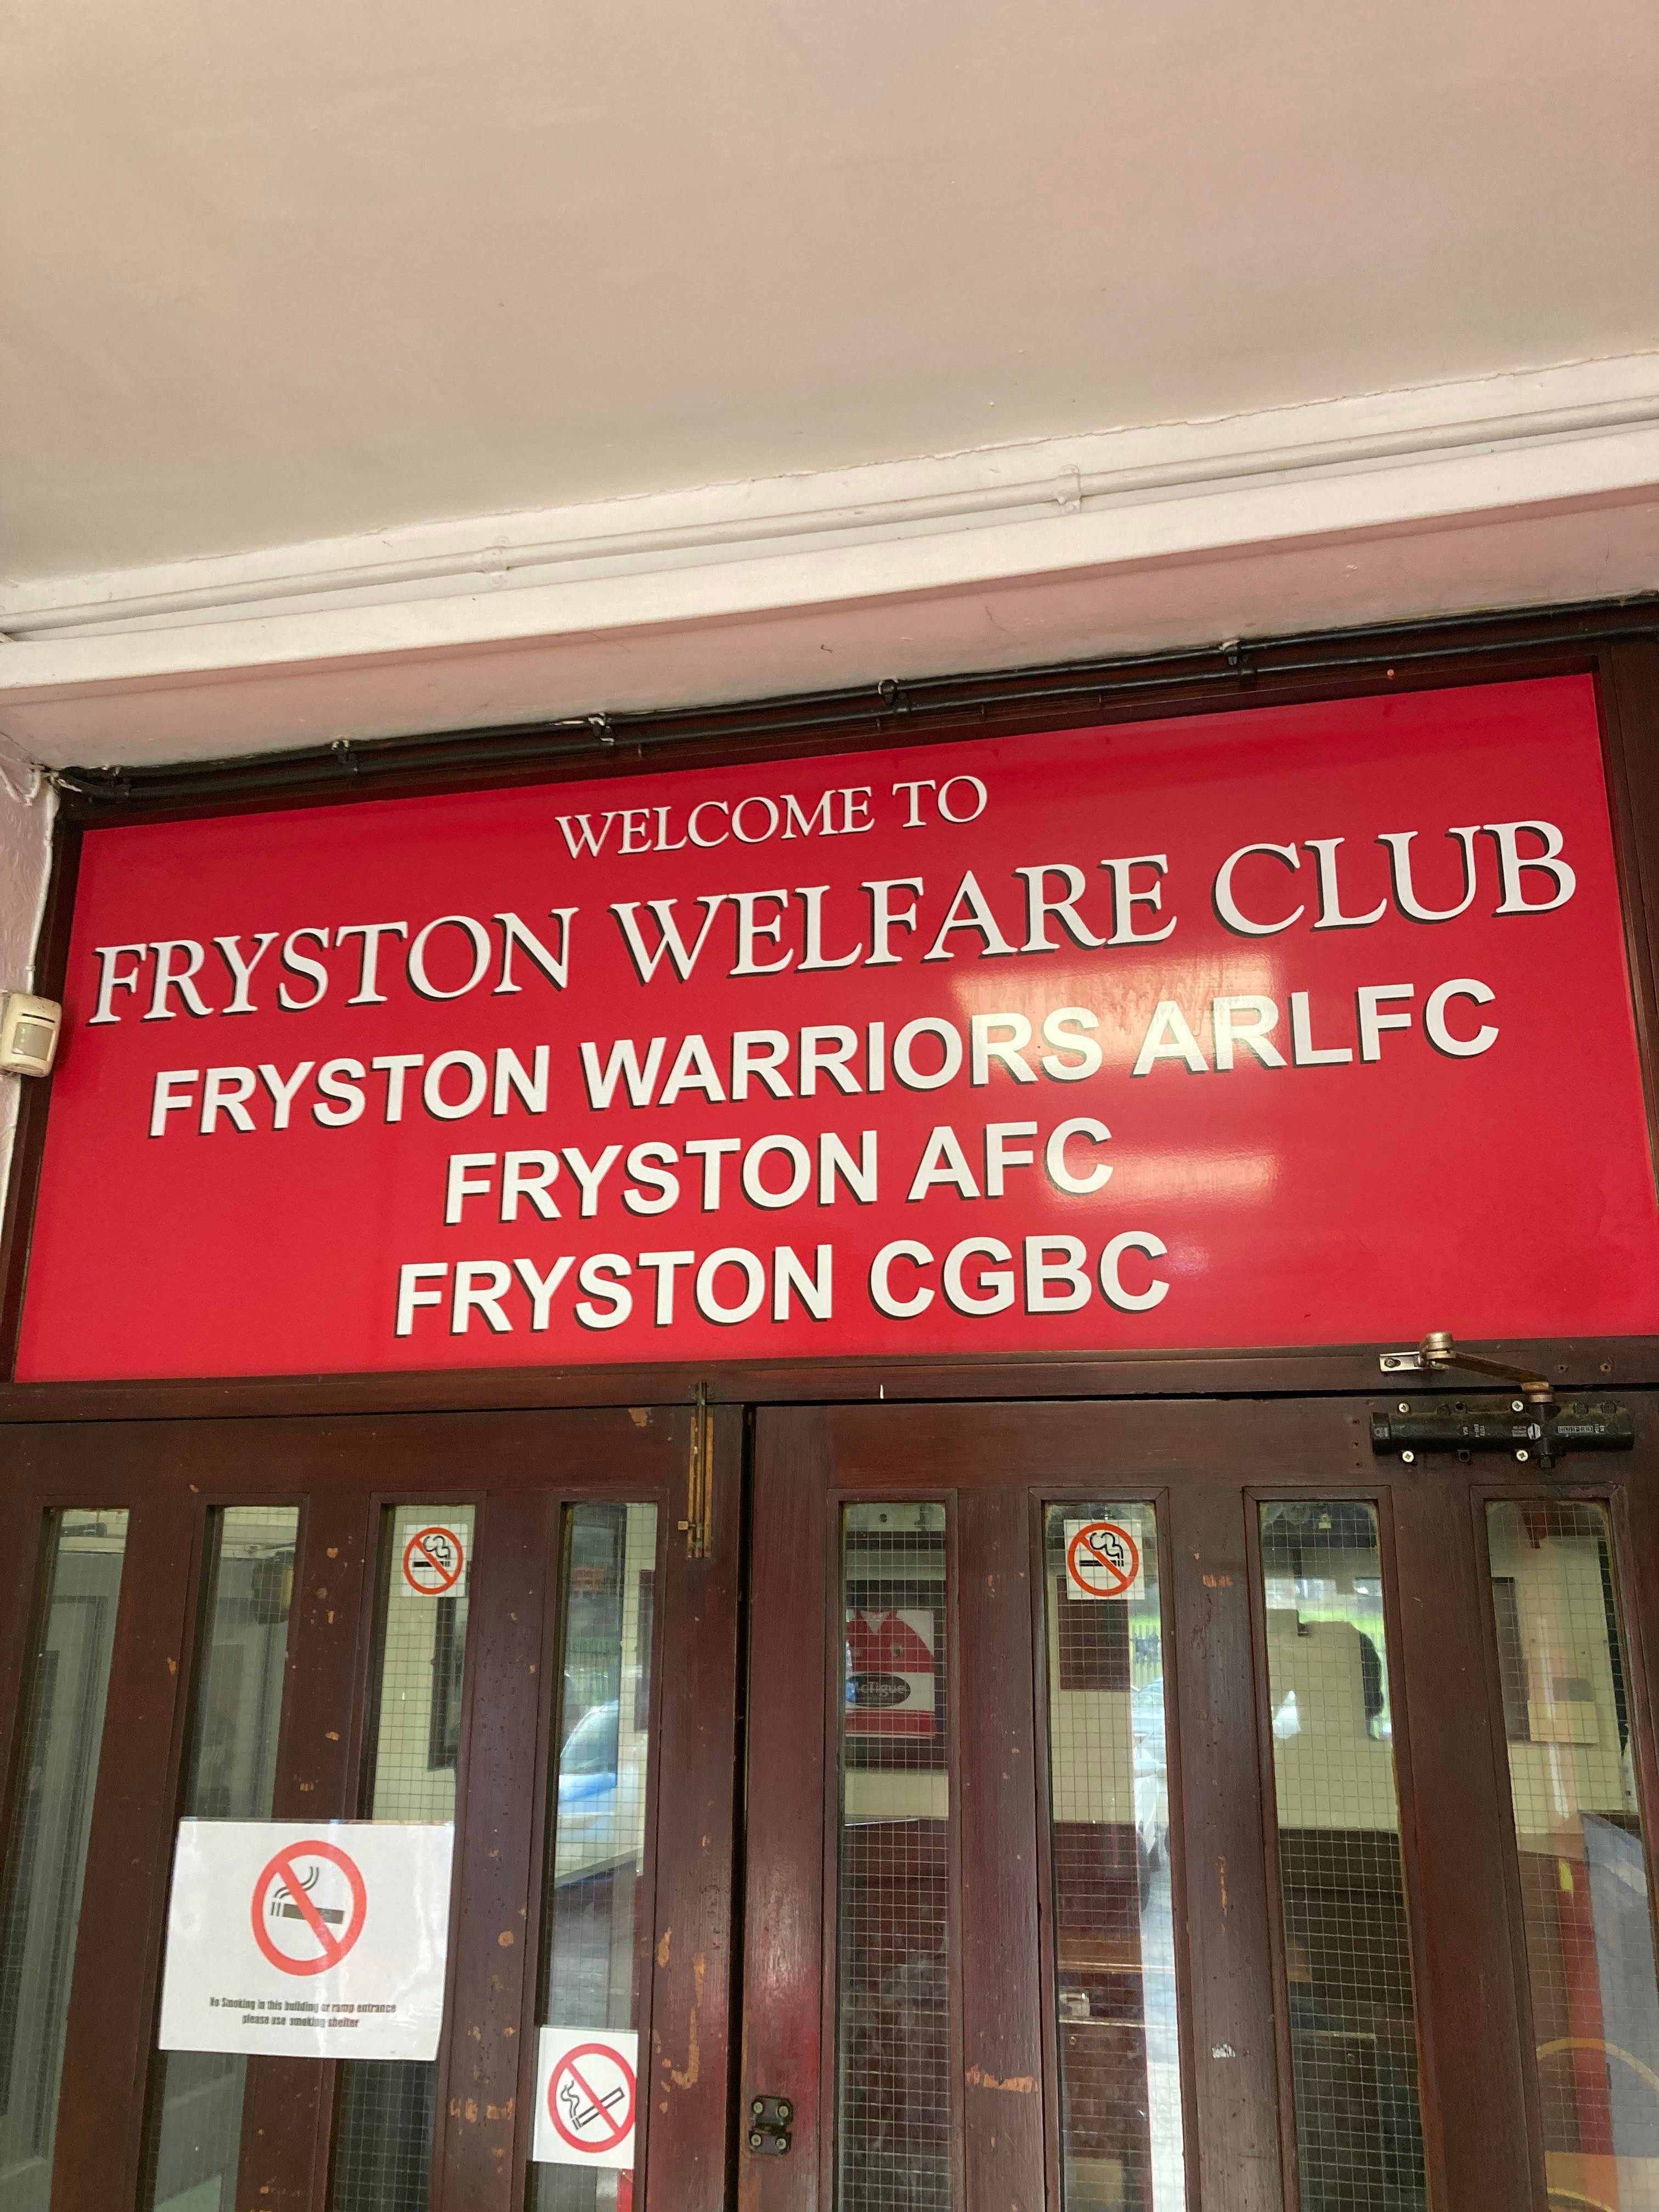 WELCOME TO
FRYSTON WELFARE CLUB
FRYSTON WARRIORS ARLFC
FRYSTON AFC
FRYSTON CGBC
McTigue
No Smoking in this building or ramp entrance
please use smoking shelter